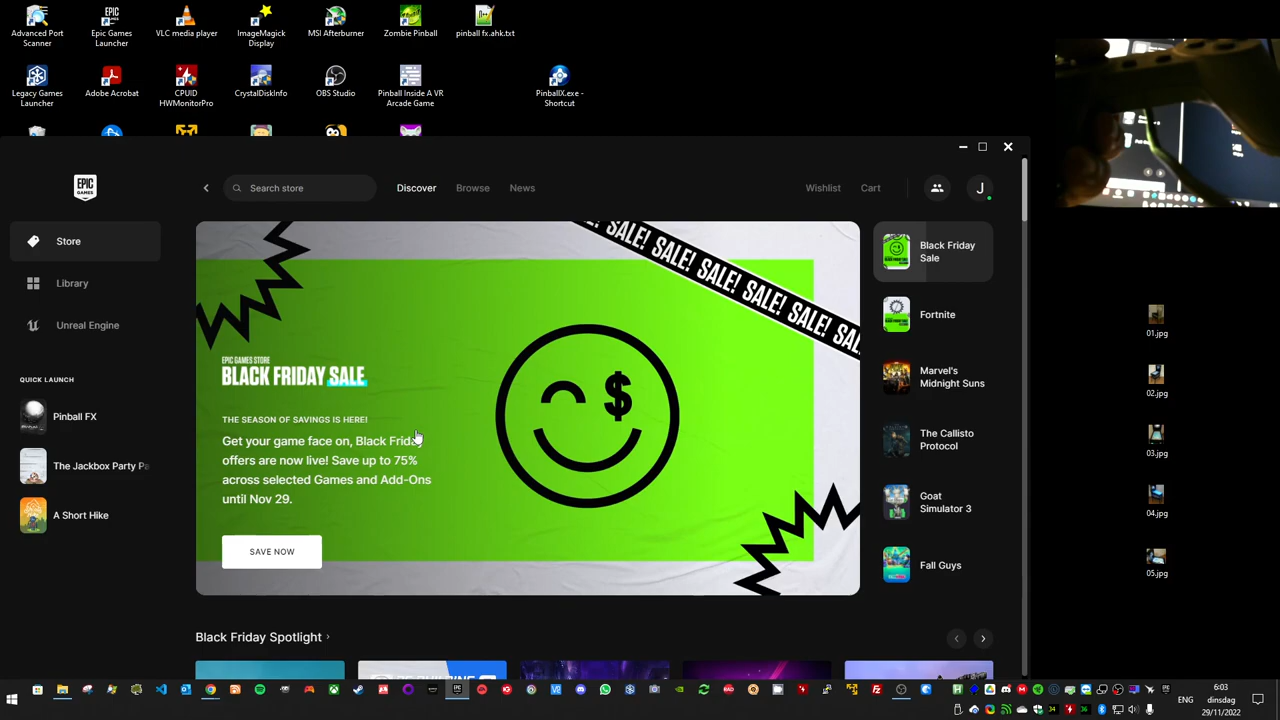 Advanced Port
Scanner
Epic Games
Launcher
VLC media player
ImageMagick
Display
MSI Afterburner
Zombie Pinball
pinball fx.ahk.txt
Legacy Games
Launcher
Adobe Acrobat
CPUID
HWMonitorPro
CrystalDiskInfo
OBS Studio
Pinball Inside A VR
Arcade Game
PinballX.exe -
Shortcut
EPIC
GAMES
Search store
Discover
Browse
News
Wishlist
Cart
J
Store
Library
Unreal Engine
QUICK LAUNCH
Pinball FX
The Jackbox Party Pa
A Short Hike
SALE! SALE! SALE! SALE! SAL
EPIC GAMES STORE
BLACK FRIDAY SALE
THE SEASON OF SAVINGS IS HERE!
Get your game face on, Black Friday
offers are now live! Save up to 75%
across selected Games and Add-Ons
until Nov 29.
SAVE NOW
$
Black Friday
Sale
Fortnite
Marvel's
Midnight Suns
The Callisto
Protocol
Goat
Simulator 3
Fall Guys
Black Friday Spotlight
01.jpg
02.jpg
03.jpg
04.jpg
05.jpg
ENG
6:03
dinsdag
29/11/2022
34
36